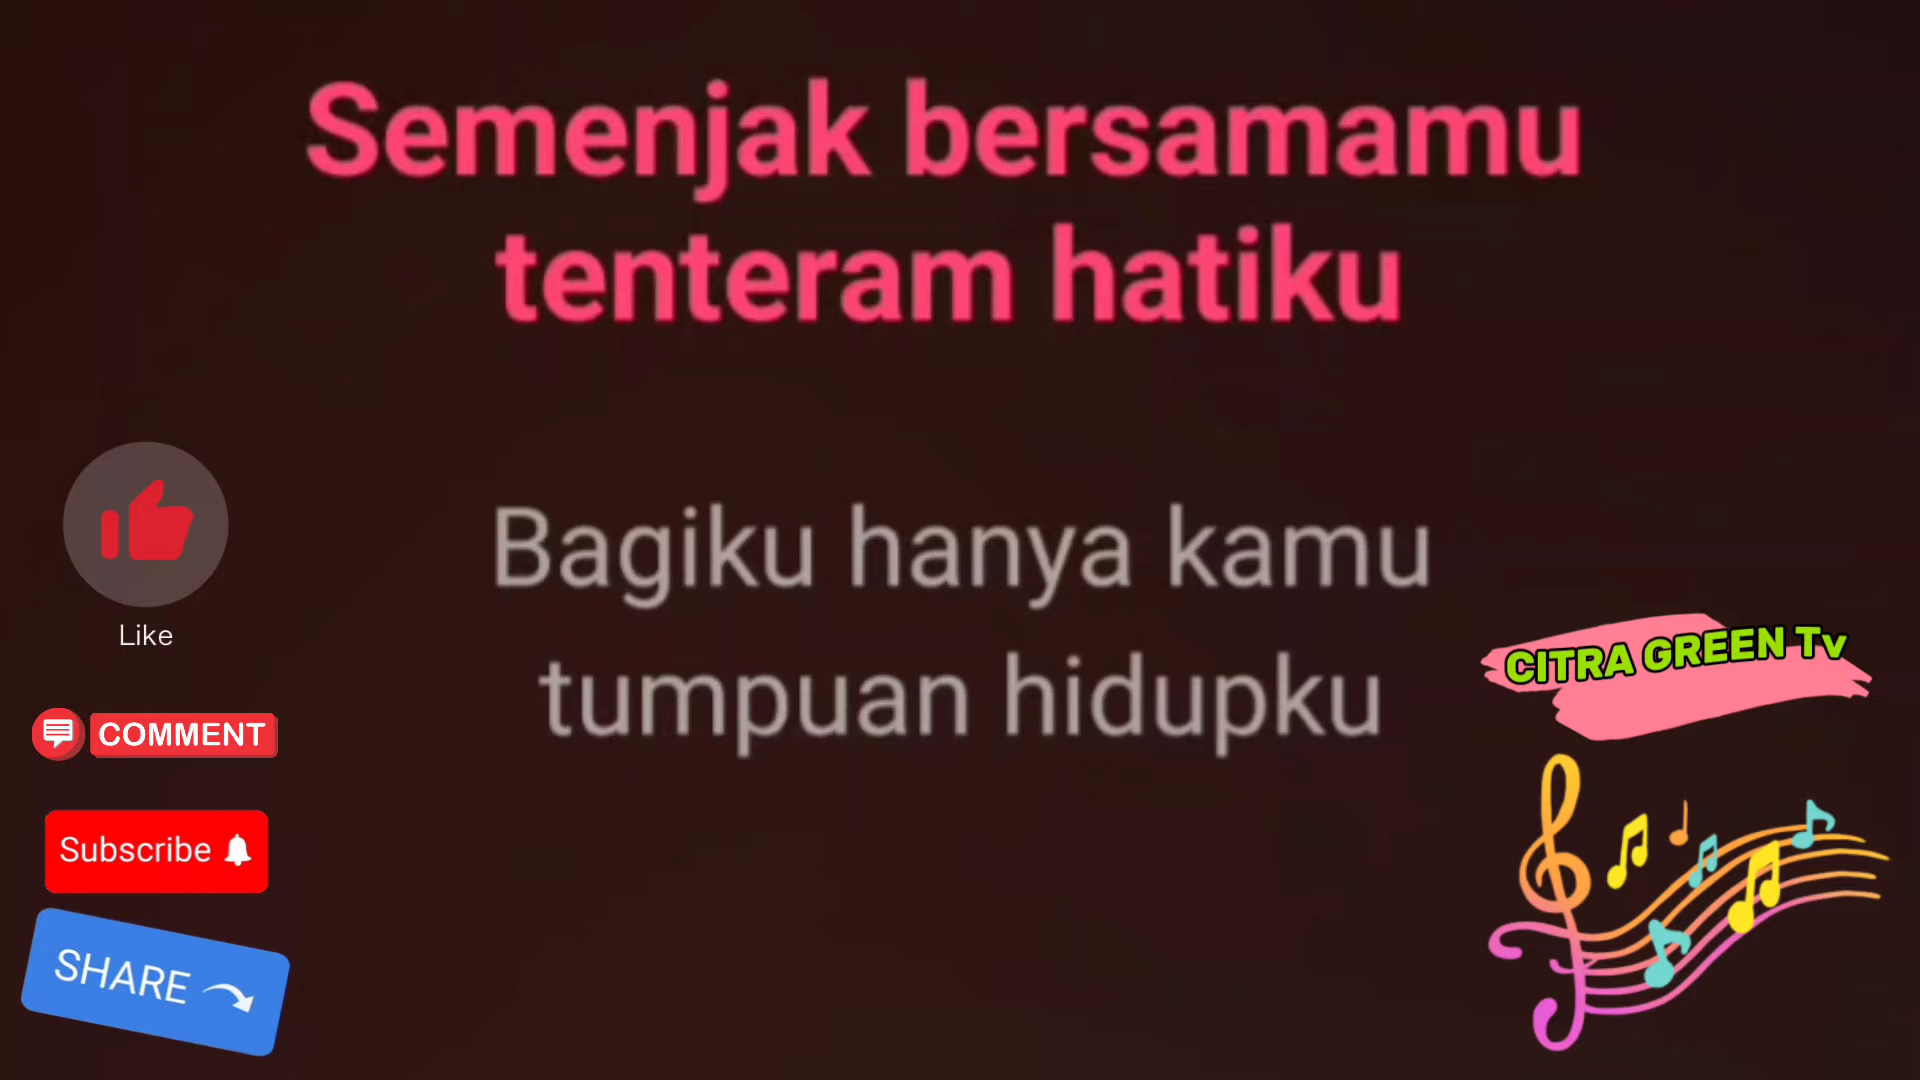 Semenjak bersamamu
tenteram hatiku
Bagiku hanya kamu
tumpuan hidupku
Like
COMMENT
Subscribe
SHARE
CITRA GREEN Tv